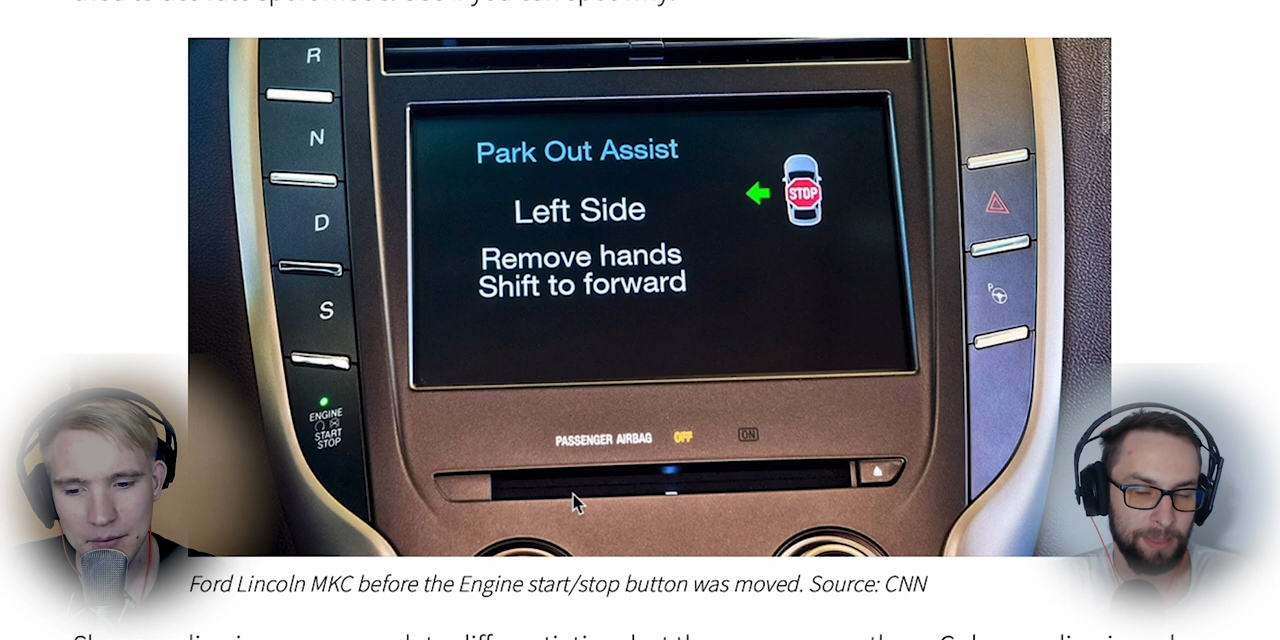 R
N
D
S
ENGINE
START
STOP
Park Out Assist
Left Side
Remove hands
Shift to forward
STOP
P
PASSENGER AIRBAG OFF ON
Ford Lincoln MKC before the Engine start/stop button was moved. Source: CNN